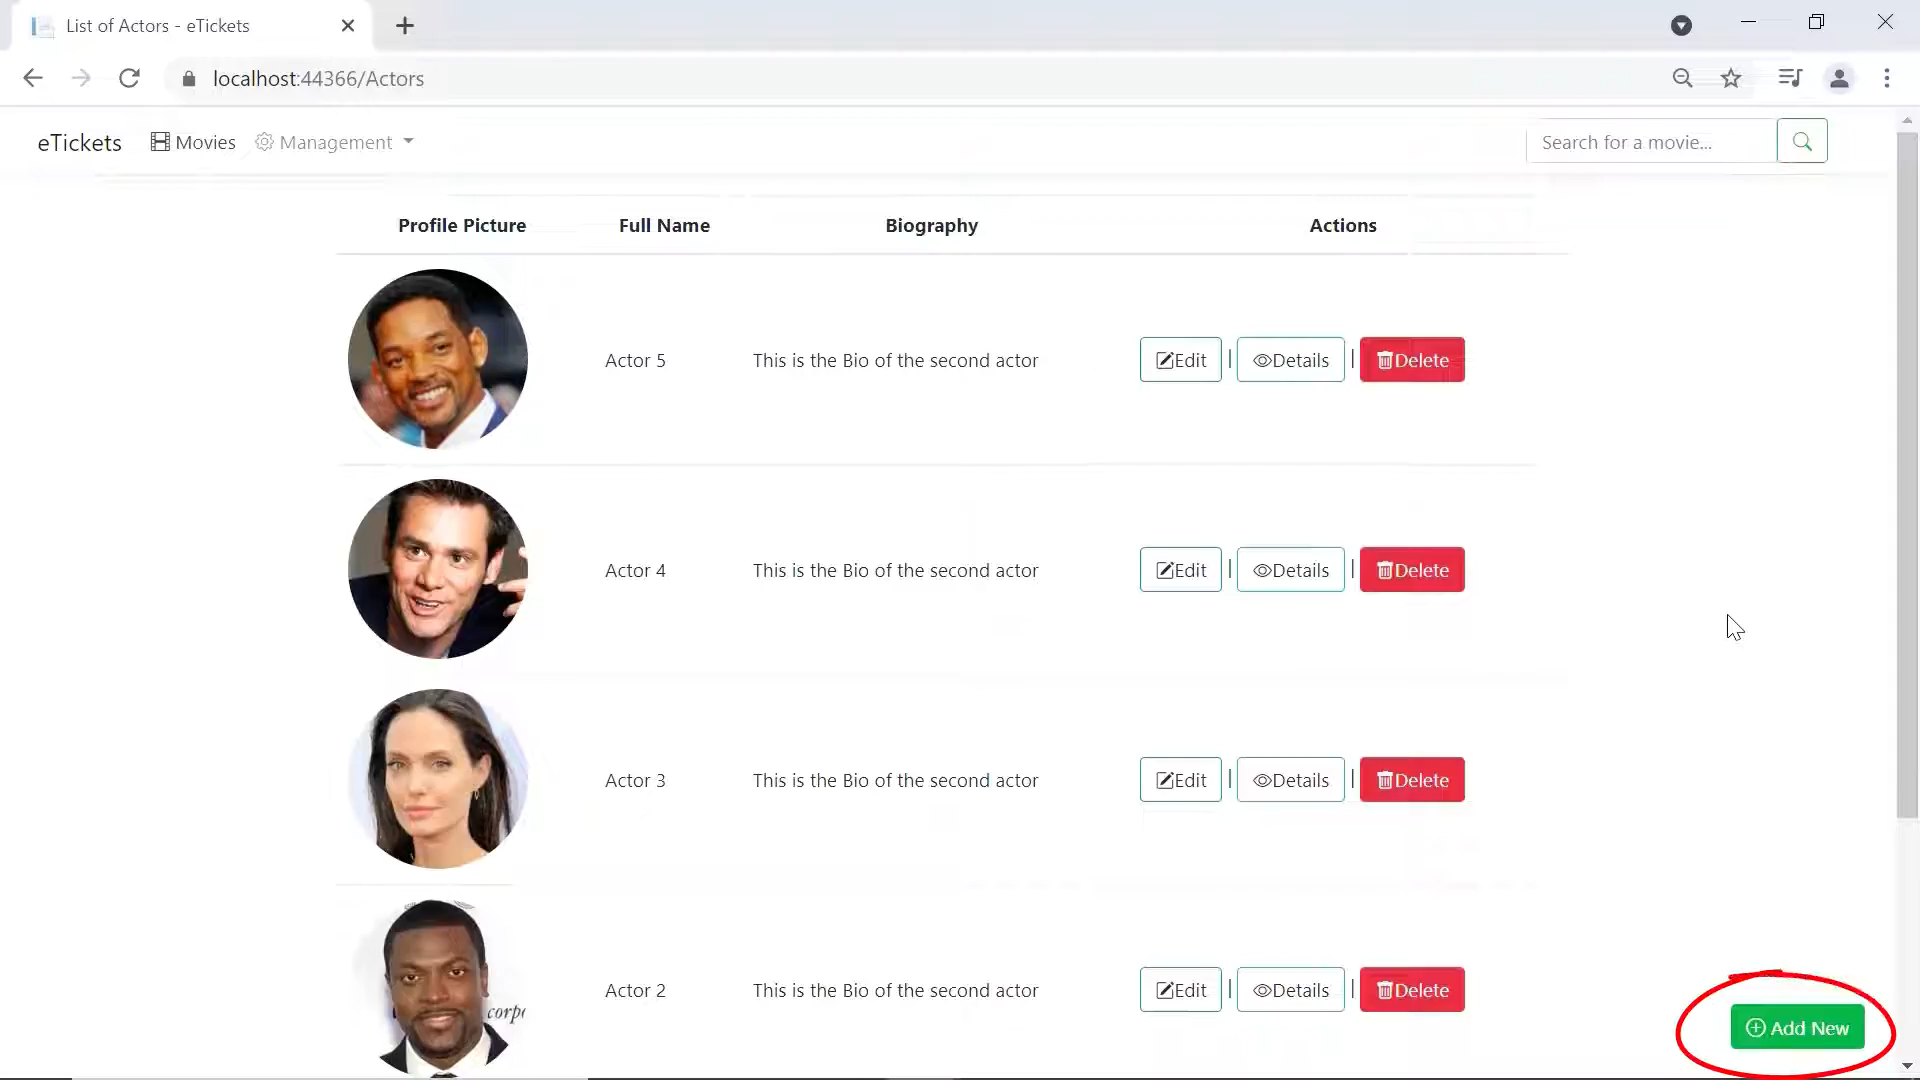 List of Actors - eTickets
localhost:44366/Actors
eTickets Movies Management Search for a movie...
Profile Picture Full Name Biography Actions
Actor 5 This is the Bio of the second actor Edit | Details | Delete
Actor 4 This is the Bio of the second actor Edit | Details | Delete
Actor 3 This is the Bio of the second actor Edit | Details | Delete
corp
Actor 2 This is the Bio of the second actor Edit | Details | Delete
Add New